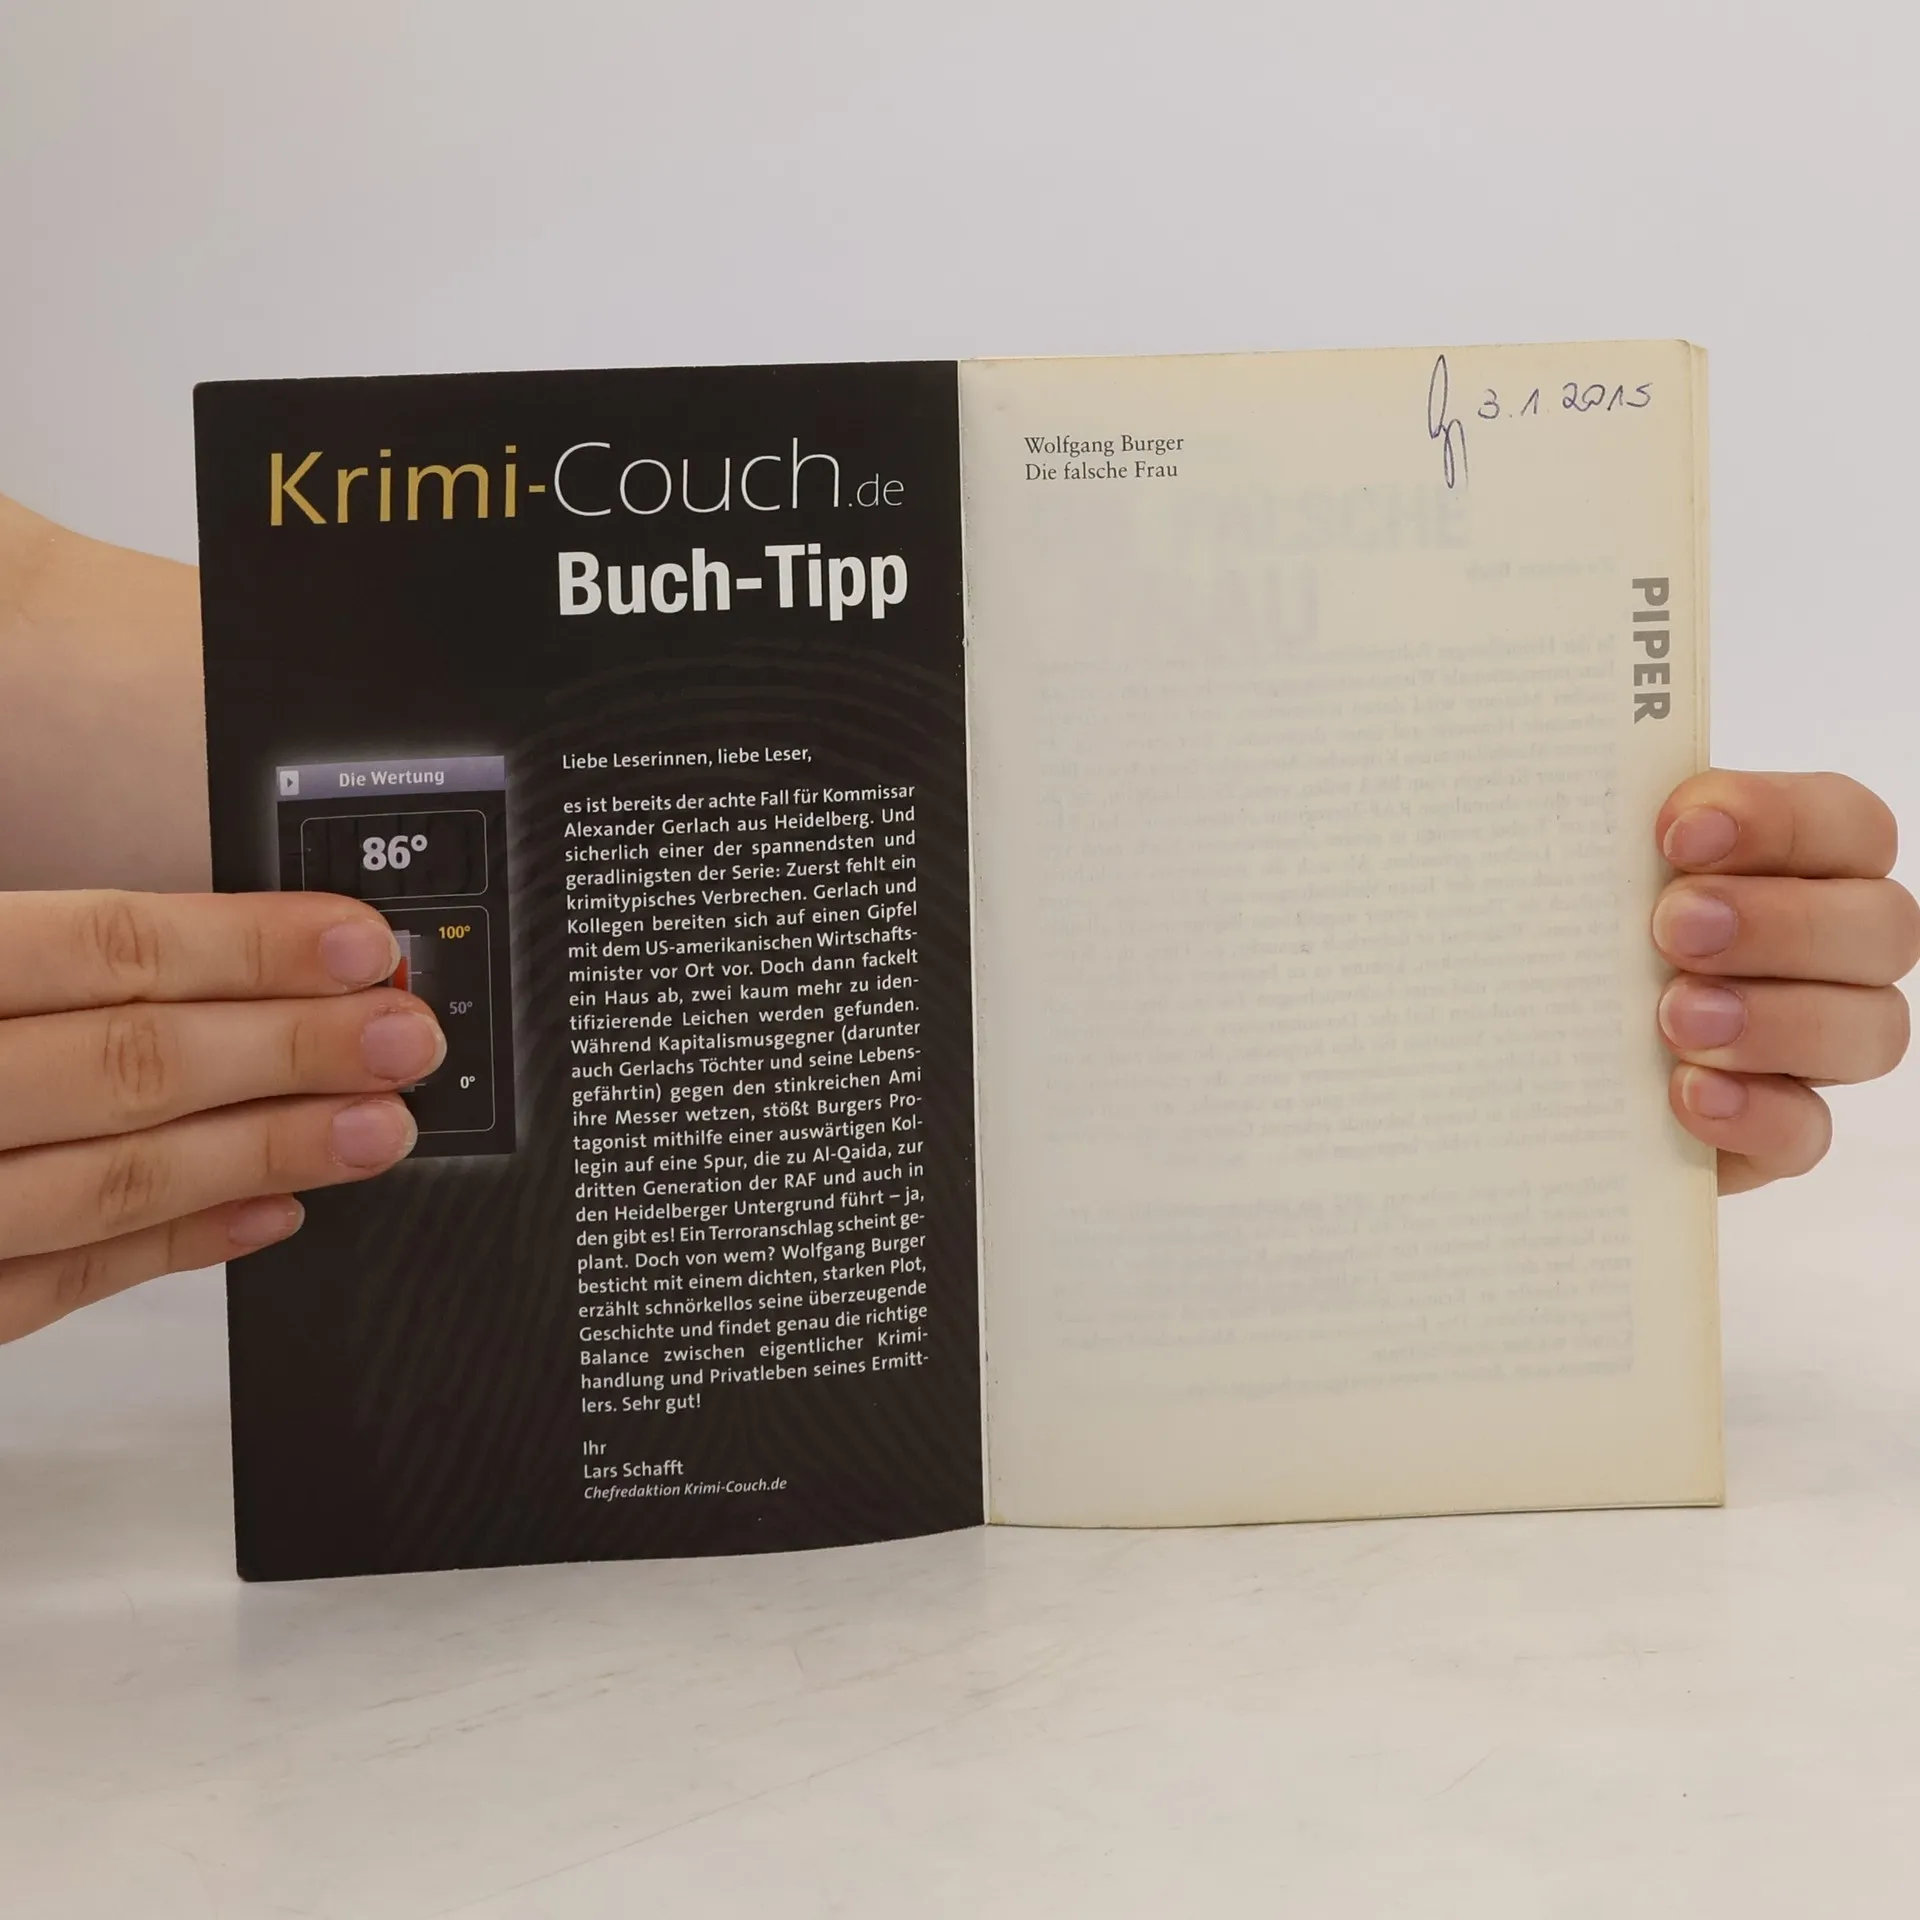 Krimi-Couch.de
Buch-Tipp
Die Wertung
86°
100°
50°
0°
Liebe Leserinnen, liebe Leser,
es ist bereits der achte Fall für Kommissar
Alexander Gerlach aus Heidelberg. Und
sicherlich einer der spannendsten und
geradlinigsten der Serie: Zuerst fehlt ein
krimitypisches Verbrechen. Gerlach und
Kollegen bereiten sich auf einen Gipfel
mit dem US-amerikanischen Wirtschafts-
minister vor Ort vor. Doch dann fackelt
ein Haus ab, zwei kaum mehr zu iden-
tifizierende Leichen werden gefunden.
Während Kapitalismusgegner (darunter
auch Gerlachs Töchter und seine Lebens-
gefährtin) gegen den stinkreichen Ami
ihre Messer wetzen, stößt Burgers Pro-
tagonist mithilfe einer auswärtigen Kol-
legin auf eine Spur, die zu Al-Qaida, zur
dritten Generation der RAF und auch in
den Heidelberger Untergrund führt – ja,
den gibt es! Ein Terroranschlag scheint ge-
plant. Doch von wem? Wolfgang Burger
besticht mit einem dichten, starken Plot,
erzählt schnörkellos seine überzeugende
Geschichte und findet genau die richtige
Balance zwischen eigentlicher Krimi-
handlung und Privatleben seines Ermitt-
lers. Sehr gut!
Ihr
Lars Schafft
Chefredaktion Krimi-Couch.de
3.1.2015
Wolfgang Burger
Die falsche Frau
PIPER